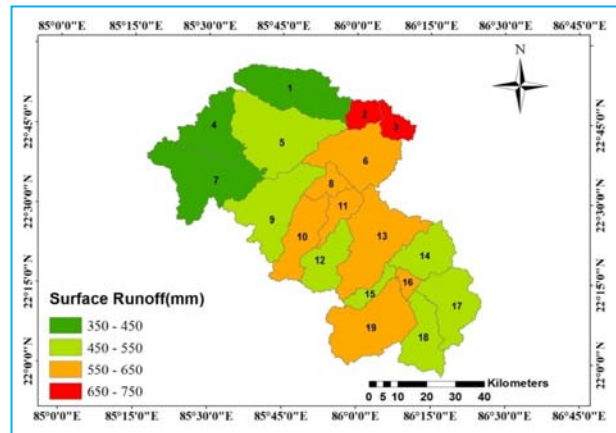 85°0'0"E 85°15'0"E 85°30'0"E 85°45'0"E 86°0'0"E 86°15'0"E 86°30'0"E 86°45'0"E
N
22°45'0"N
22°30'0"N
22°15'0"N
22°0'0"N
22°45'0"N
22°30'0"N
22°15'0"N
22°0'0"N
1
2
3
4
5
6
7
8
9
10
11
12
13
14
15
16
17
18
19
Surface Runoff(mm)
350 - 450
450 - 550
550 - 650
650 - 750
Kilometers
0 5 10 20 30 40
85°0'0"E 85°15'0"E 85°30'0"E 85°45'0"E 86°0'0"E 86°15'0"E 86°30'0"E 86°45'0"E